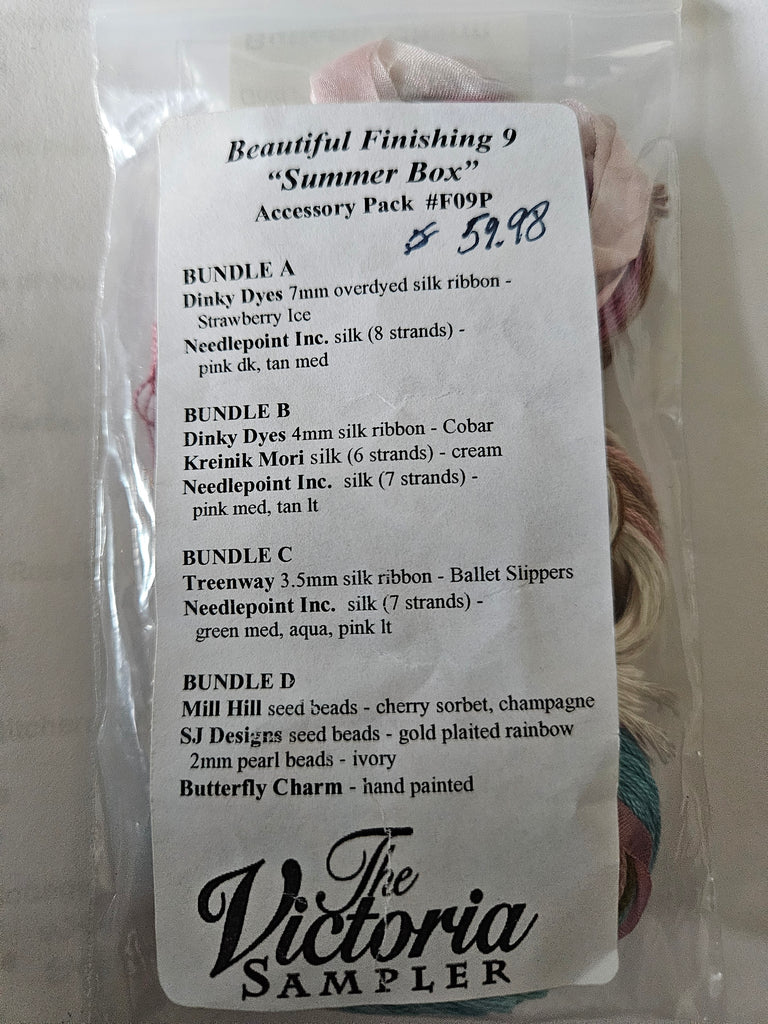 Beautiful Finishing 9
“Summer Box”
Accessory Pack #F09P
$ 59.98
BUNDLE A
Dinky Dyes 7mm overdyed silk ribbon -
Strawberry Ice
Needlepoint Inc. silk (8 strands) -
pink dk, tan med
BUNDLE B
Dinky Dyes 4mm silk ribbon - Cobar
Kreinik Mori silk (6 strands) - cream
Needlepoint Inc. silk (7 strands) -
pink med, tan lt
BUNDLE C
Treenway 3.5mm silk ribbon - Ballet Slippers
Needlepoint Inc. silk (7 strands) -
green med, aqua, pink lt
BUNDLE D
Mill Hill seed beads - cherry sorbet, champagne
SJ Designs seed beads - gold plaited rainbow
2mm pearl beads - ivory
Butterfly Charm - hand painted
The
Victoria
SAMPLER